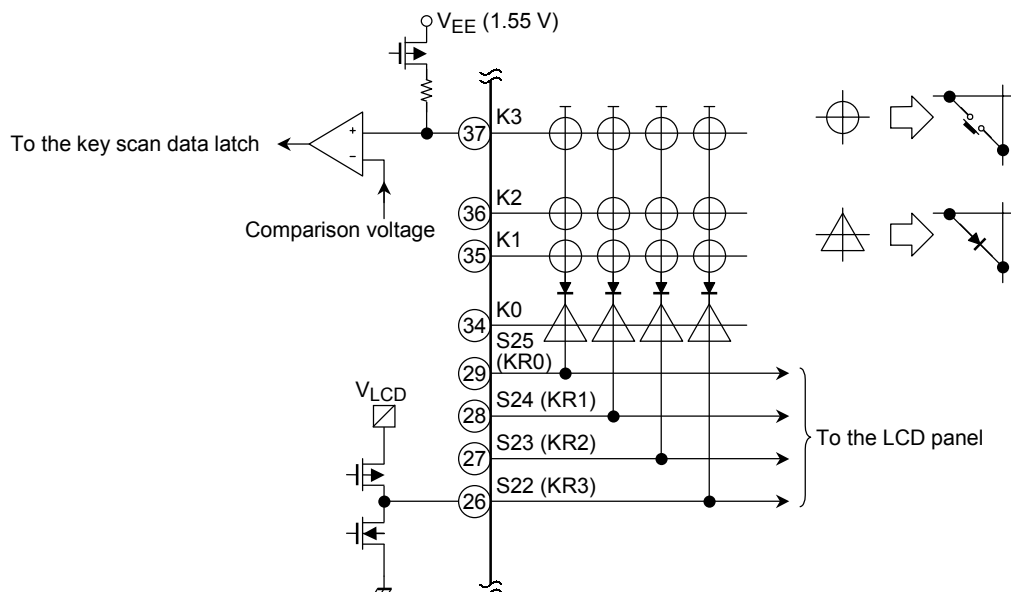 VEE (1.55 V)
K3
37
To the key scan data latch
+
−
K2
36
Comparison voltage
K1
35
K0
34
S25
(KR0)
29
VLCD
S24 (KR1)
28
To the LCD panel
S23 (KR2)
27
S22 (KR3)
26